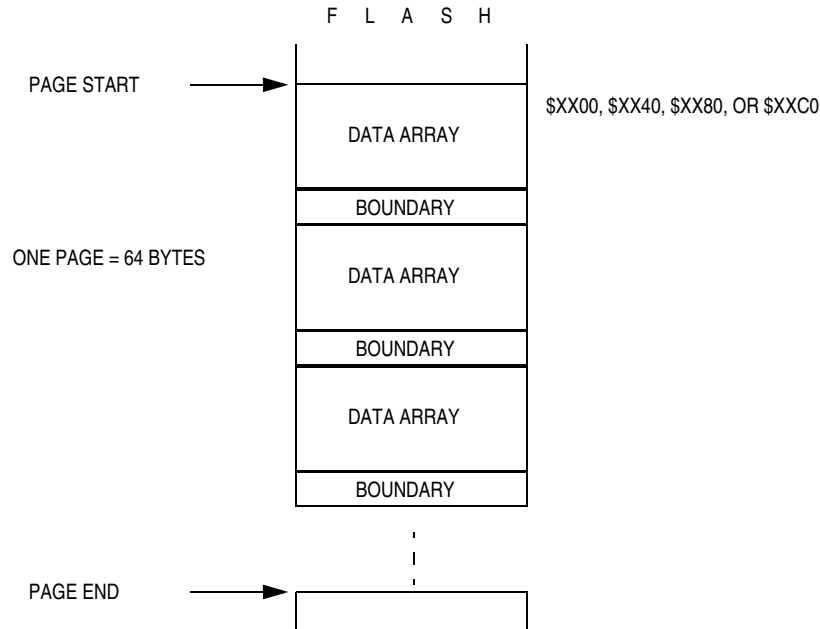 F L A S H
PAGE START
$XX00, $XX40, $XX80, OR $XXC0
DATA ARRAY
BOUNDARY
ONE PAGE = 64 BYTES
DATA ARRAY
BOUNDARY
DATA ARRAY
BOUNDARY
PAGE END